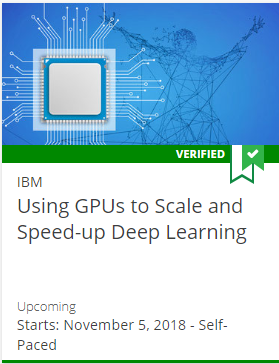 VERIFIED
IBM
Using GPUs to Scale and
Speed-up Deep Learning
Upcoming
Starts: November 5, 2018 - Self-
Paced